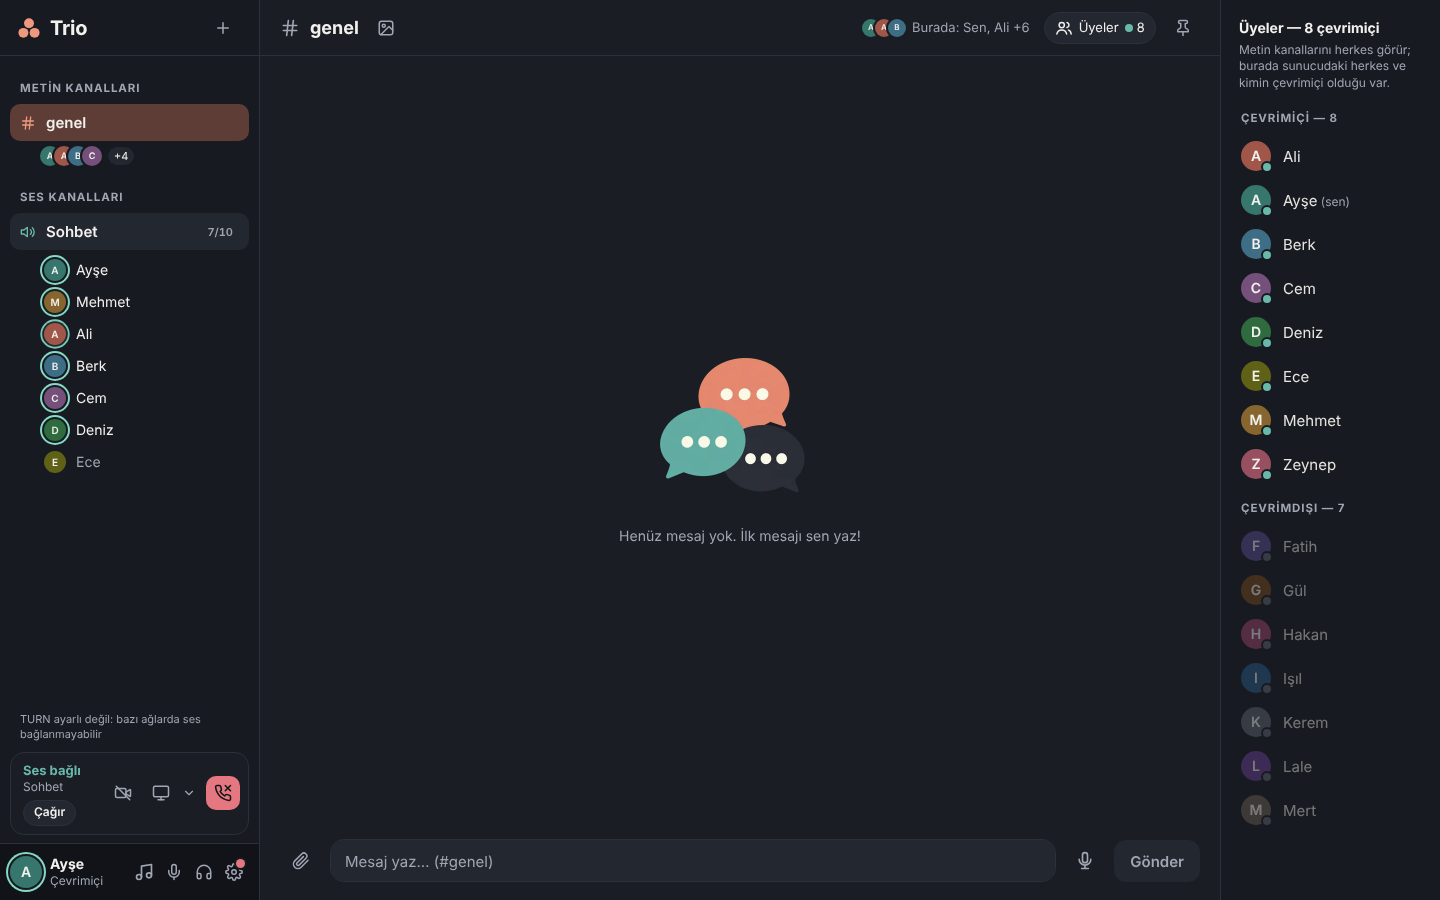 Trio
METİN KANALLARI
genel
A A B C +4
SES KANALLARI
Sohbet 7/10
A Ayşe
M Mehmet
A Ali
B Berk
C Cem
D Deniz
E Ece
TURN ayarlı değil: bazı ağlarda ses
bağlanmayabilir
Ses bağlı
Sohbet
Çağır
A Ayşe
Çevrimiçi
# genel
A A B Burada: Sen, Ali +6
Üyeler 8
Henüz mesaj yok. İlk mesajı sen yaz!
Mesaj yaz... (#genel)
Gönder
Üyeler — 8 çevrimiçi
Metin kanallarını herkes görür;
burada sunucudaki herkes ve
kimin çevrimiçi olduğu var.
ÇEVRİMİÇİ — 8
A Ali
A Ayşe (sen)
B Berk
C Cem
D Deniz
E Ece
M Mehmet
Z Zeynep
ÇEVRİMDIŞI — 7
F Fatih
G Gül
H Hakan
I Işıl
K Kerem
L Lale
M Mert